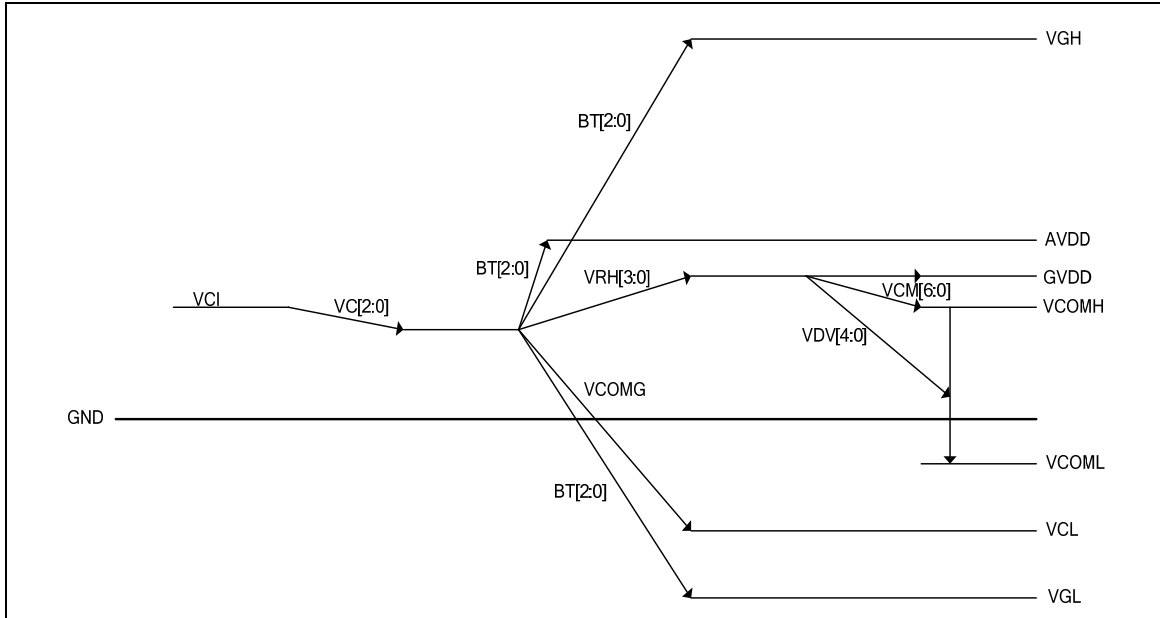 VGH
BT[2:0]
AVDD
BT[2:0]
VRH[3:0]
GVDD
VCM[6:0]
VCI
VC[2:0]
VCOMH
VDV[4:0]
VCOMG
GND
VCOML
BT[2:0]
VCL
VGL